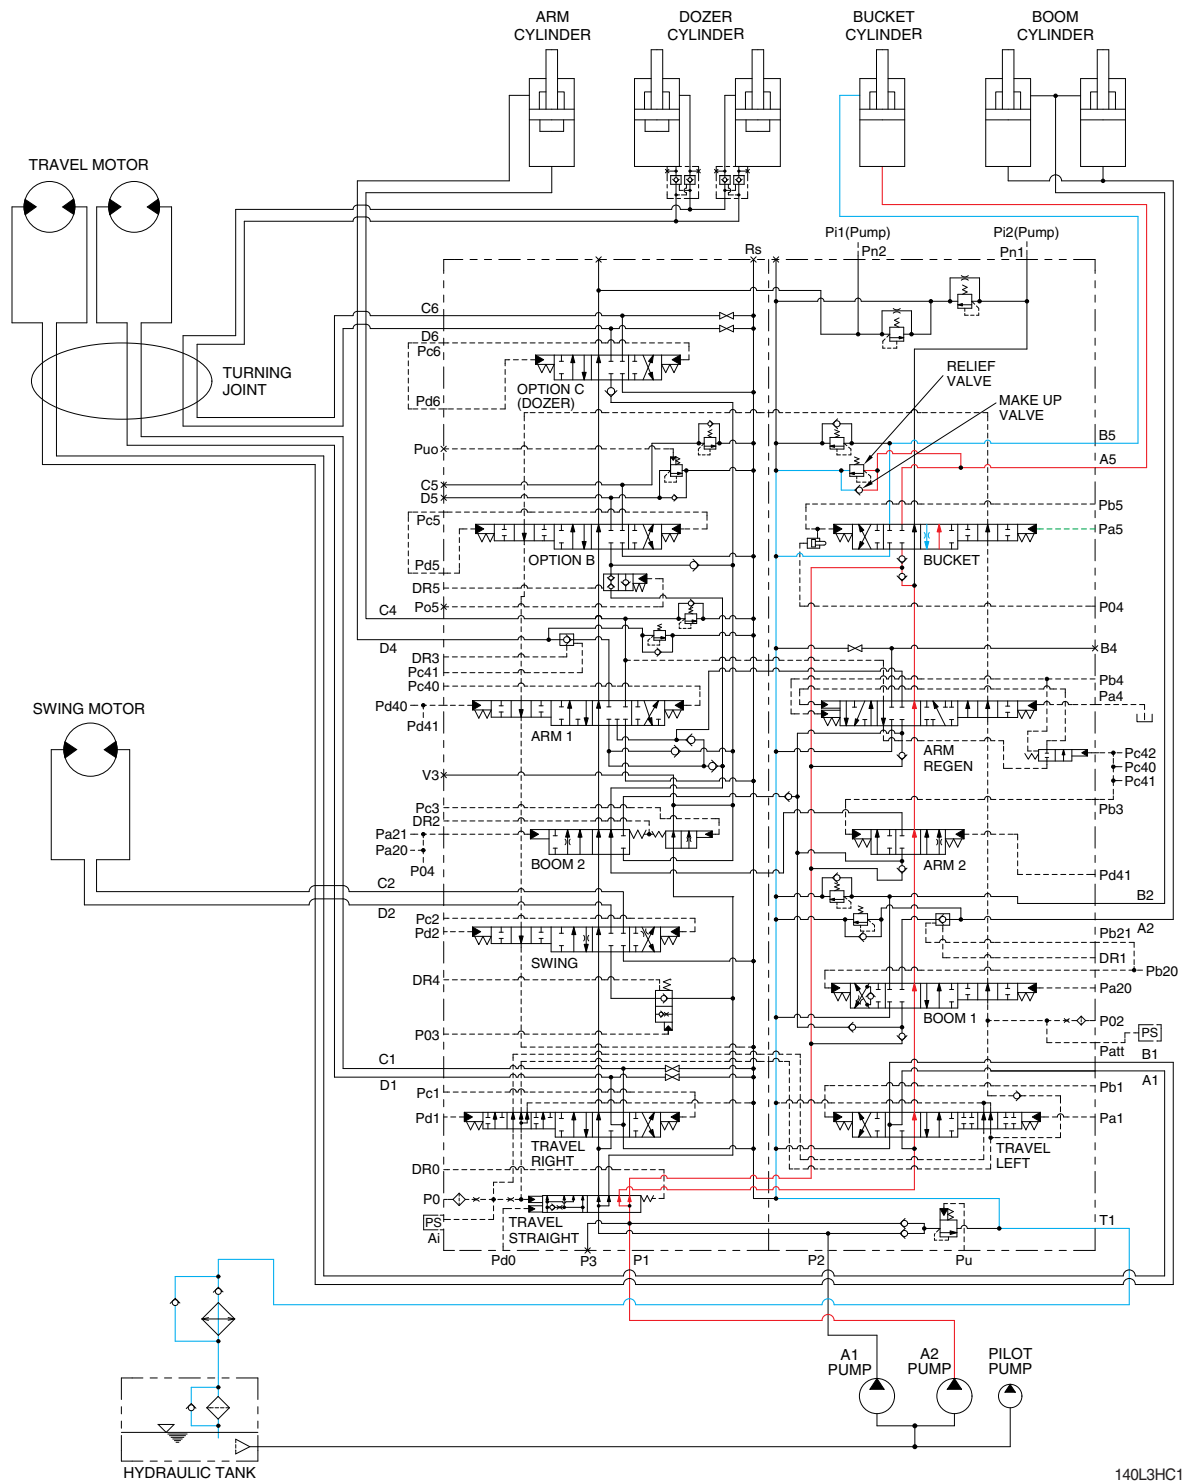 ARM
CYLINDER
DOZER
CYLINDER
BUCKET
CYLINDER
BOOM
CYLINDER
TRAVEL MOTOR
TURNING
JOINT
SWING MOTOR
Rs
Pi1(Pump)
Pn2
Pi2(Pump)
Pn1
C6
D6
Pc6
Pd6
OPTION C
(DOZER)
RELIEF
VALVE
MAKE UP
VALVE
Puo
B5
A5
C5
D5
Pc5
Pd5
OPTION B
Pb5
Pa5
BUCKET
DR5
Po5
P04
C4
D4
DR3
Pc41
Pc40
Pd40
Pd41
ARM 1
B4
Pb4
Pa4
ARM
REGEN
Pc42
Pc40
Pc41
V3
Pc3
DR2
Pa21
Pa20
P04
BOOM 2
Pb3
ARM 2
Pd41
C2
D2
Pc2
Pd2
SWING
B2
A2
Pb21
DR1
Pb20
DR4
Pa20
BOOM 1
P03
P02
PS
Patt
C1
D1
B1
A1
Pc1
Pd1
TRAVEL
RIGHT
Pb1
Pa1
TRAVEL
LEFT
DR0
P0
PS
Ai
TRAVEL
STRAIGHT
T1
Pd0
P3
P1
P2
Pu
A1
PUMP
A2
PUMP
PILOT
PUMP
HYDRAULIC TANK
140L3HC1